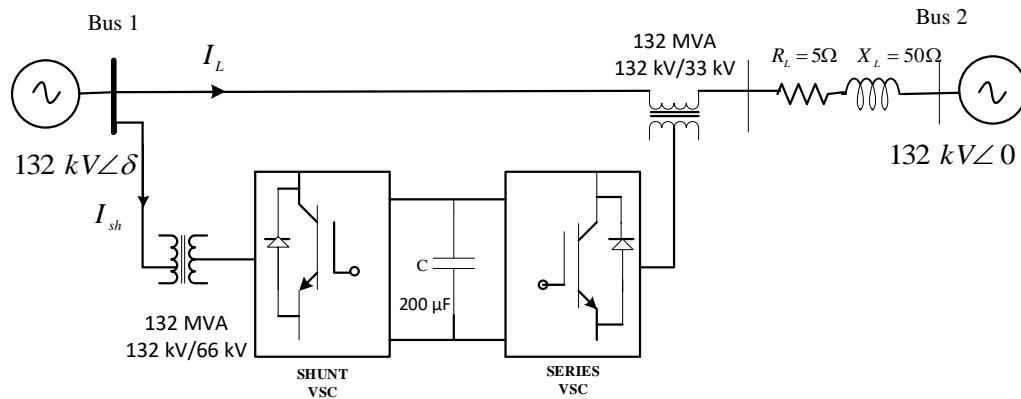 Bus 1
Bus 2
I_L
132 MVA
132 kV/33 kV
R_L = 5Ω
X_L = 50Ω
132 kV∠δ
132 kV∠0
I_sh
C
200 µF
132 MVA
132 kV/66 kV
SHUNT
VSC
SERIES
VSC